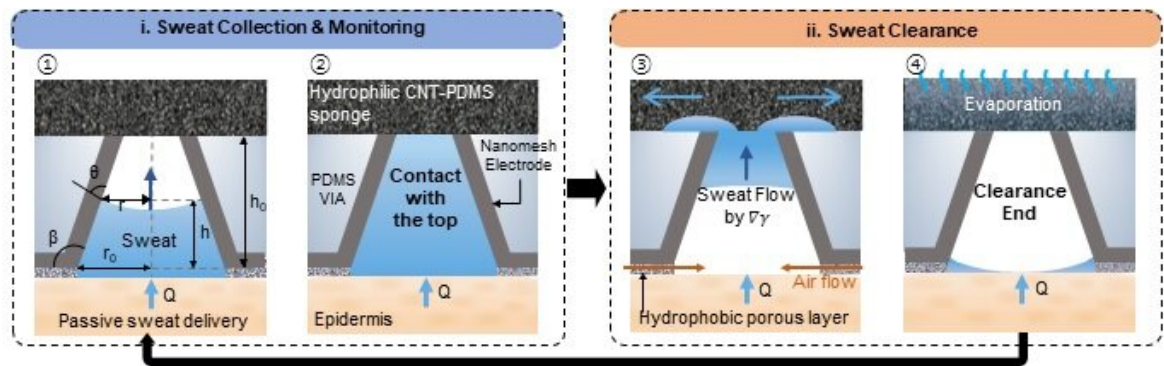 i. Sweat Collection & Monitoring
①
θ
r
h₀
h
Sweat
β
r₀
Q
Passive sweat delivery
②
Hydrophilic CNT-PDMS
sponge
Nanomesh
Electrode
PDMS
VIA
Contact
with
the top
Q
Epidermis
ii. Sweat Clearance
③
Sweat Flow
by ∇γ
Q
Air flow
Hydrophobic porous layer
④
Evaporation
Clearance
End
Q